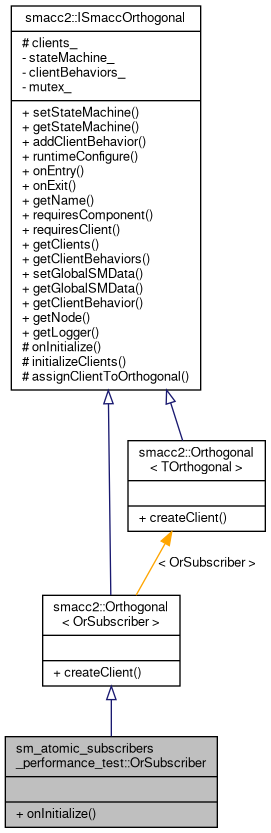 smacc2::ISmaccOrthogonal
# clients_
- stateMachine_
- clientBehaviors_
- mutex_
+ setStateMachine()
+ getStateMachine()
+ addClientBehavior()
+ runtimeConfigure()
+ onEntry()
+ onExit()
+ getName()
+ requiresComponent()
+ requiresClient()
+ getClients()
+ getClientBehaviors()
+ setGlobalSMData()
+ getGlobalSMData()
+ getClientBehavior()
+ getNode()
+ getLogger()
# onInitialize()
# initializeClients()
# assignClientToOrthogonal()
smacc2::Orthogonal
< TOrthogonal >
+ createClient()
< OrSubscriber >
smacc2::Orthogonal
< OrSubscriber >
+ createClient()
sm_atomic_subscribers
_performance_test::OrSubscriber
+ onInitialize()